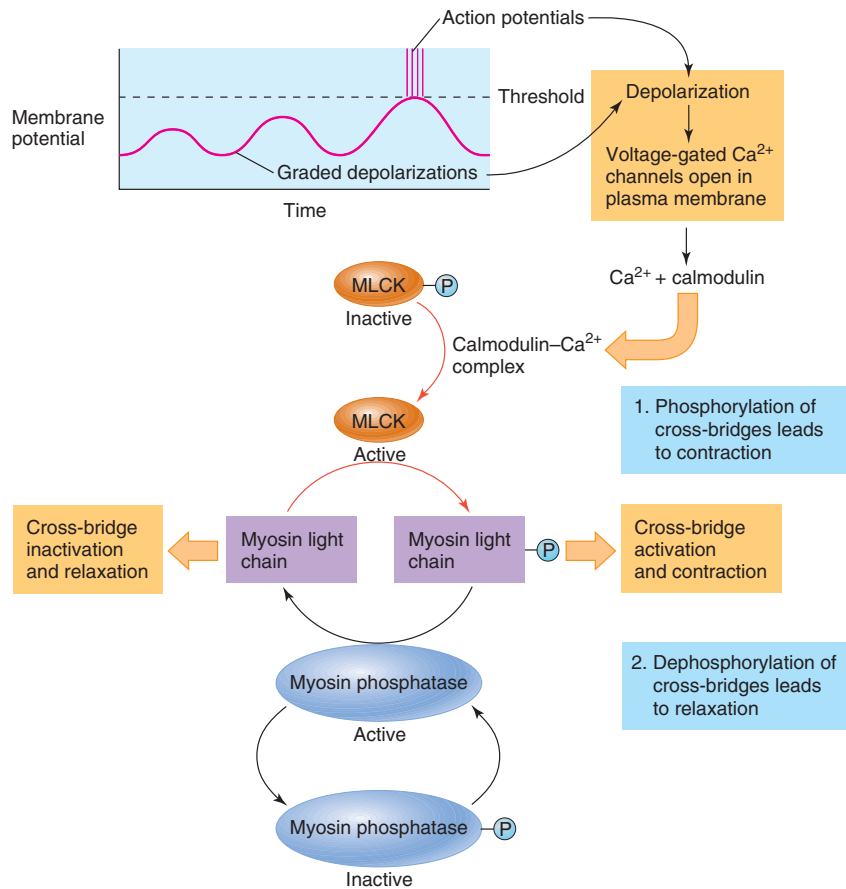 Action potentials
Membrane
potential
Threshold
Graded depolarizations
Time
Depolarization
Voltage-gated Ca²⁺
channels open in
plasma membrane
Ca²⁺ + calmodulin
MLCK
P
Inactive
Calmodulin–Ca²⁺
complex
MLCK
Active
1. Phosphorylation of
cross-bridges leads
to contraction
Cross-bridge
inactivation
and relaxation
Myosin light
chain
Myosin light
chain
P
Cross-bridge
activation
and contraction
2. Dephosphorylation of
cross-bridges leads
to relaxation
Myosin phosphatase
Active
Myosin phosphatase
P
Inactive